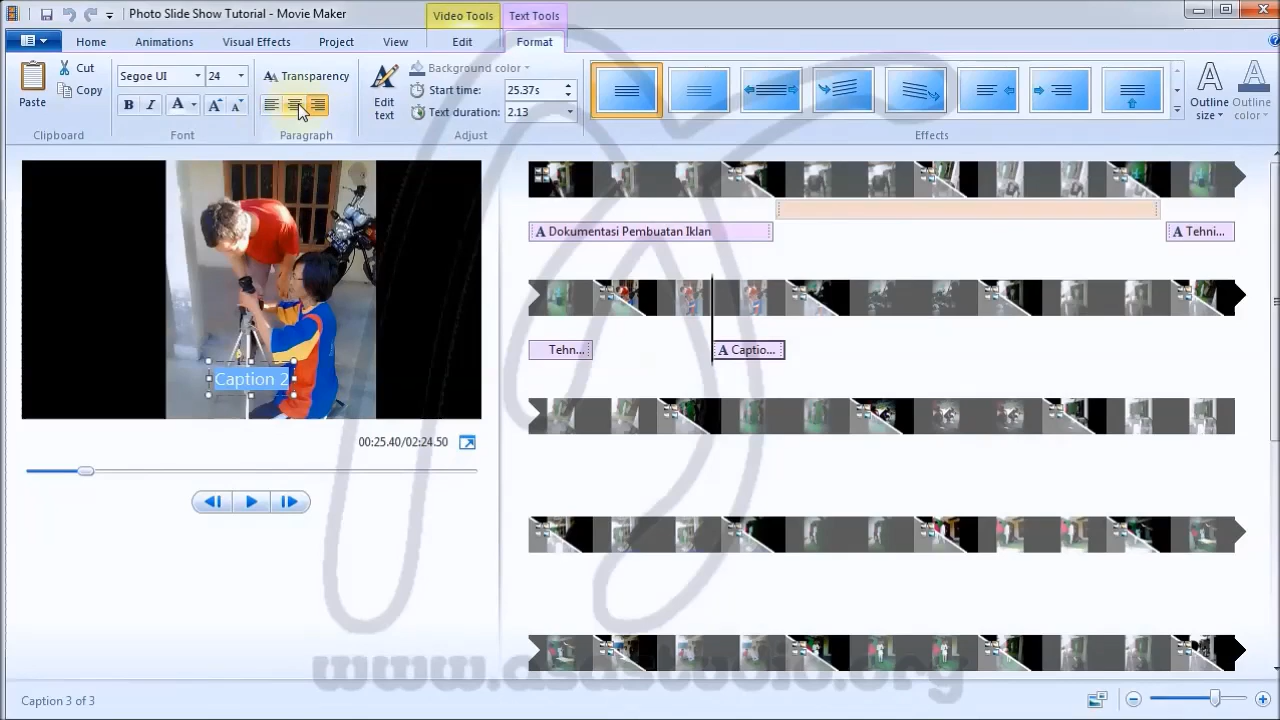 Photo Slide Show Tutorial - Movie Maker
Video Tools
Text Tools
Home
Animations
Visual Effects
Project
View
Edit
Format
Paste
Cut
Copy
Clipboard
Segoe UI
24
B I A A A
Font
Transparency
Paragraph
Edit
text
Background color
Start time: 25.37s
Text duration: 2.13
Adjust
Effects
Outline
size
Outline
color
Caption 2
00:25.40/02:24.50
A Dokumentasi Pembuatan Iklan
A Tehni...
Tehn...
A Captio...
www.asastudio.org
Caption 3 of 3